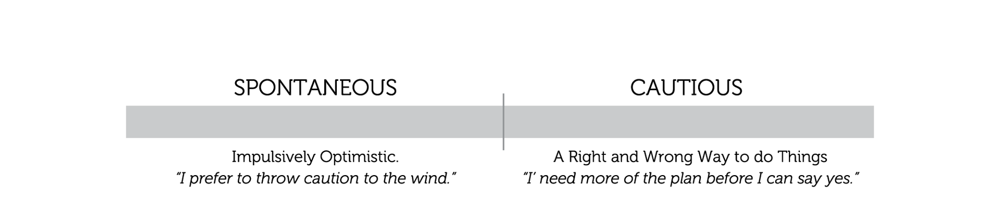 SPONTANEOUS
CAUTIOUS
Impulsively Optimistic.
“I prefer to throw caution to the wind.”
A Right and Wrong Way to do Things
“I’ need more of the plan before I can say yes.”